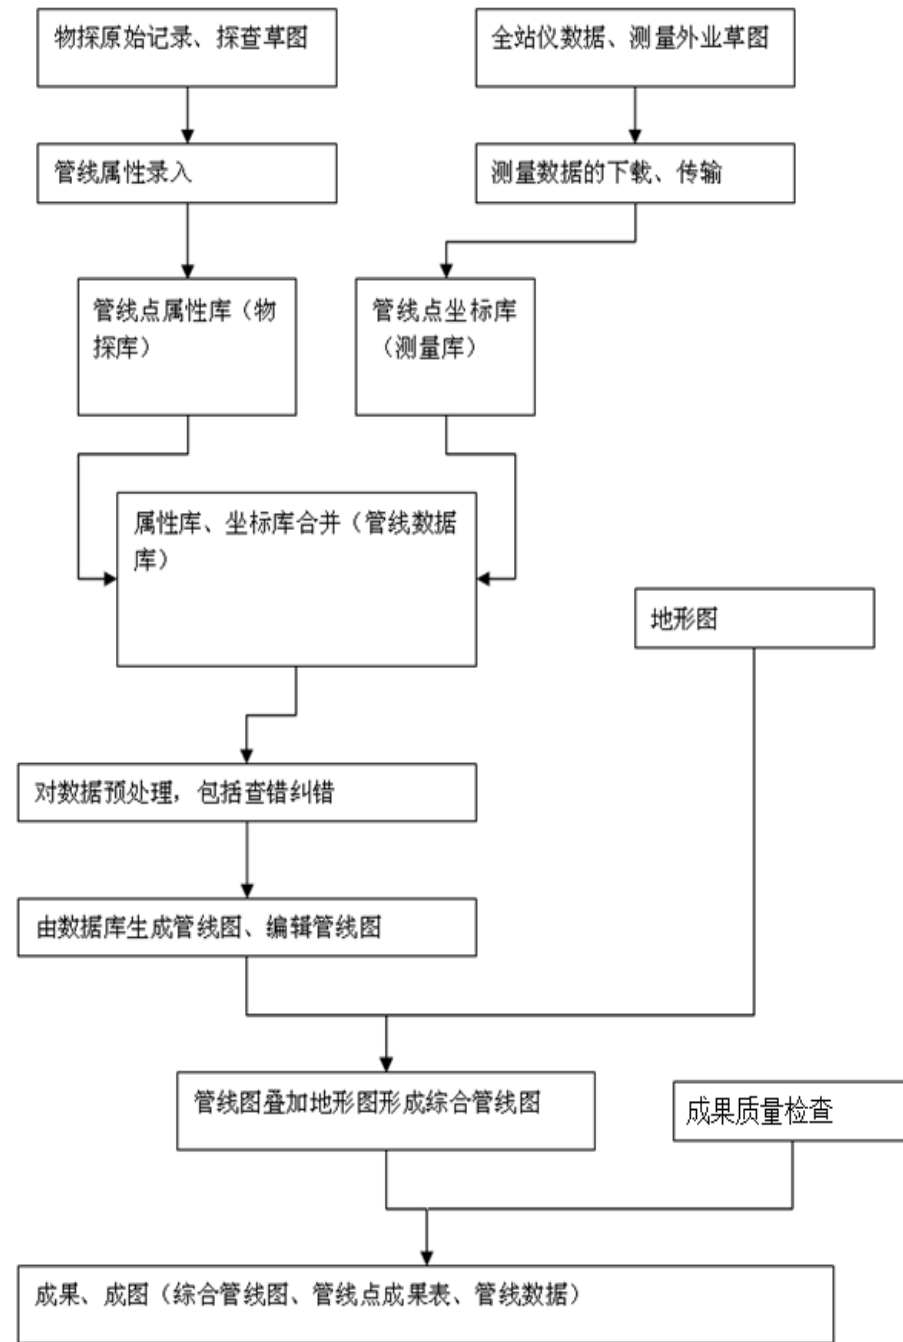 物探原始记录、探查草图
全站仪数据、测量外业草图
管线属性录入
测量数据的下载、传输
管线点属性库（物
探库）
管线点坐标库
（测量库）
属性库、坐标库合并（管线数据
库）
地形图
对数据预处理，包括查错纠错
由数据库生成管线图、编辑管线图
管线图叠加地形图形成综合管线图
成果质量检查
成果、成图（综合管线图、管线点成果表、管线数据）